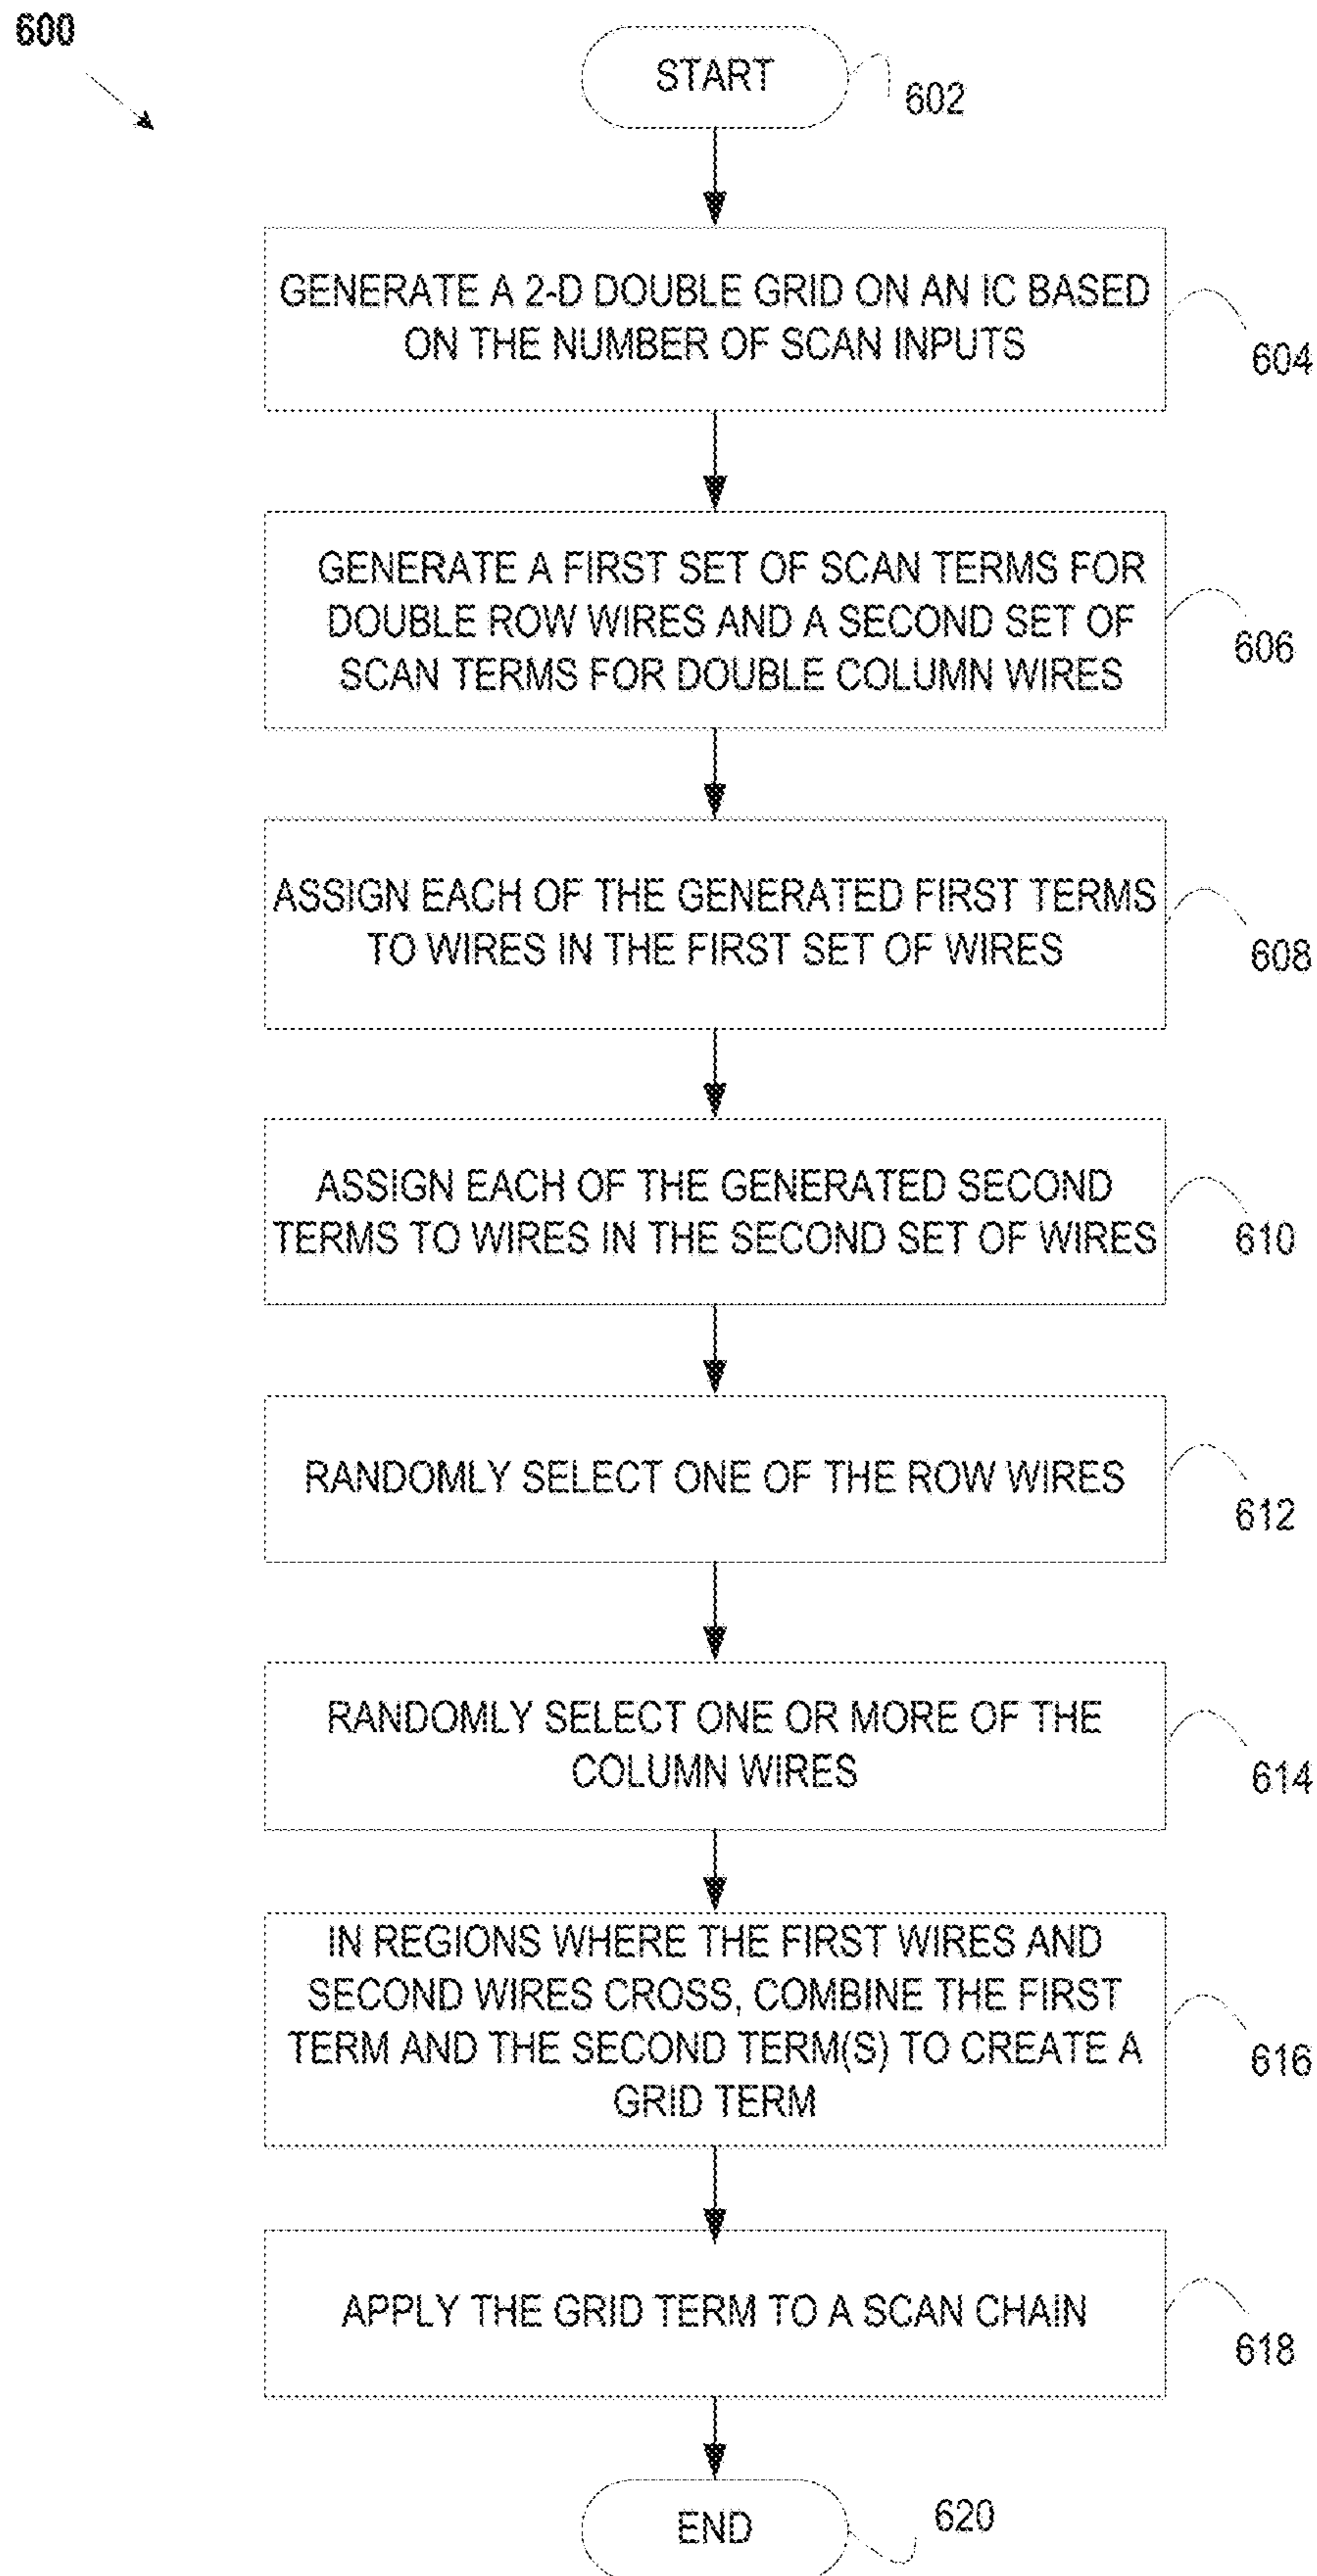 600
START
602
GENERATE A 2-D DOUBLE GRID ON AN IC BASED
ON THE NUMBER OF SCAN INPUTS
604
GENERATE A FIRST SET OF SCAN TERMS FOR
DOUBLE ROW WIRES AND A SECOND SET OF
SCAN TERMS FOR DOUBLE COLUMN WIRES
606
ASSIGN EACH OF THE GENERATED FIRST TERMS
TO WIRES IN THE FIRST SET OF WIRES
608
ASSIGN EACH OF THE GENERATED SECOND
TERMS TO WIRES IN THE SECOND SET OF WIRES
610
RANDOMLY SELECT ONE OF THE ROW WIRES
612
RANDOMLY SELECT ONE OR MORE OF THE
COLUMN WIRES
614
IN REGIONS WHERE THE FIRST WIRES AND
SECOND WIRES CROSS, COMBINE THE FIRST
TERM AND THE SECOND TERM(S) TO CREATE A
GRID TERM
616
APPLY THE GRID TERM TO A SCAN CHAIN
618
END
620